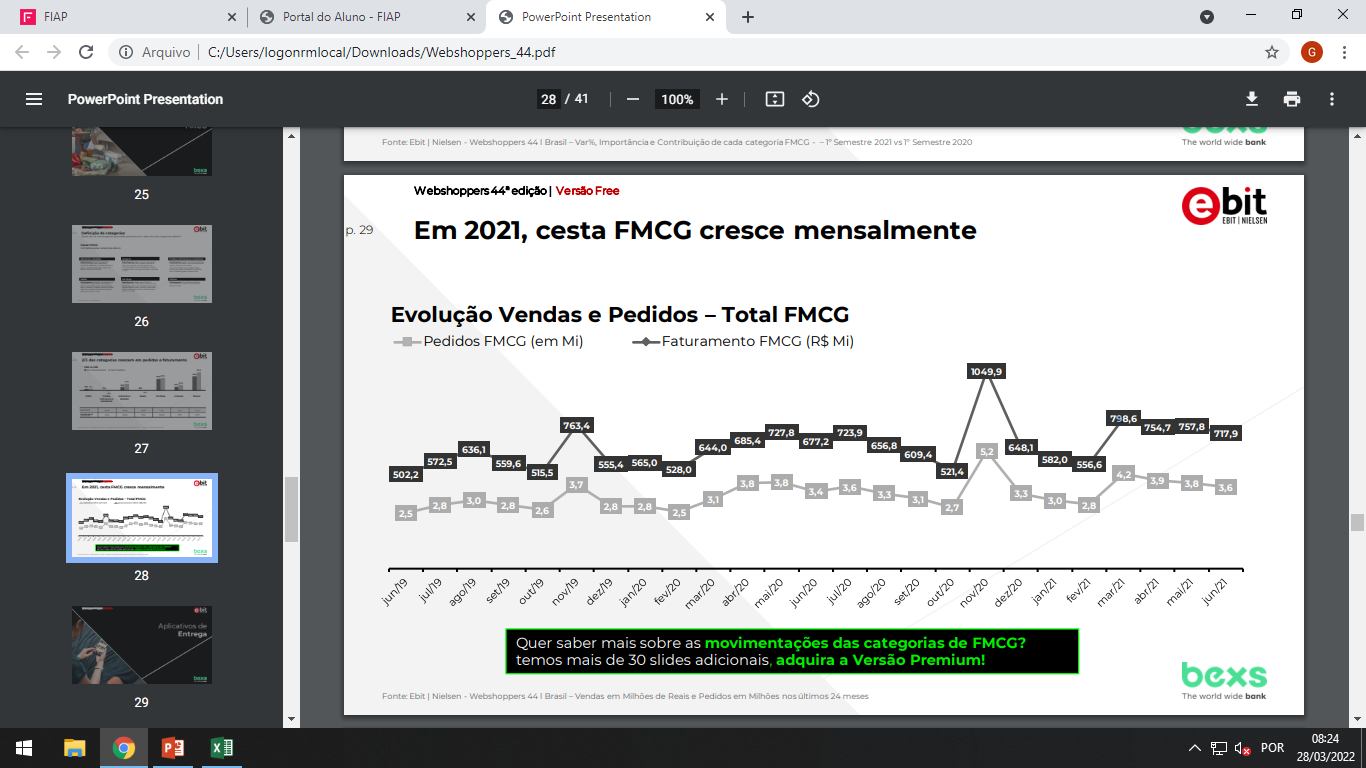 FIAP
Portal do Aluno - FIAP
PowerPoint Presentation
Arquivo
C:/Users/logonrmlocal/Downloads/Webshoppers_44.pdf
G
PowerPoint Presentation
28 / 41
100%
25
26
27
28
29
Aplicativos de
Entrega
Fonte: Ebit | Nielsen - Webshoppers 44 I Brasil – Var%, Importância e Contribuição de cada categoria FMCG - – 1º Semestre 2021 vs 1º Semestre 2020
bexs
The world wide bank
Webshoppers 44ª edição | Versão Free
ebit
EBIT | NIELSEN
p. 29
Em 2021, cesta FMCG cresce mensalmente
Evolução Vendas e Pedidos – Total FMCG
Pedidos FMCG (em Mi)
Faturamento FMCG (R$ Mi)
502,2 572,5 636,1 559,6 515,5 763,4 555,4 565,0 528,0 644,0 685,4 727,8 677,2 723,9 656,8 609,4 521,4 1049,9 648,1 582,0 556,6 798,6 754,7 757,8 717,9
2,5 2,8 3,0 2,8 2,6 3,7 2,8 2,8 2,5 3,1 3,8 3,8 3,4 3,6 3,3 3,1 2,7 5,2 3,3 3,0 2,8 4,2 3,9 3,8 3,6
jun/19 jul/19 ago/19 set/19 out/19 nov/19 dez/19 jan/20 fev/20 mar/20 abr/20 mai/20 jun/20 jul/20 ago/20 set/20 out/20 nov/20 dez/20 jan/21 fev/21 mar/21 abr/21 mai/21 jun/21
Quer saber mais sobre as movimentações das categorias de FMCG?
temos mais de 30 slides adicionais, adquira a Versão Premium!
Fonte: Ebit | Nielsen - Webshoppers 44 I Brasil – Vendas em Milhões de Reais e Pedidos em Milhões nos últimos 24 meses
bexs
The world wide bank
POR
08:24
28/03/2022